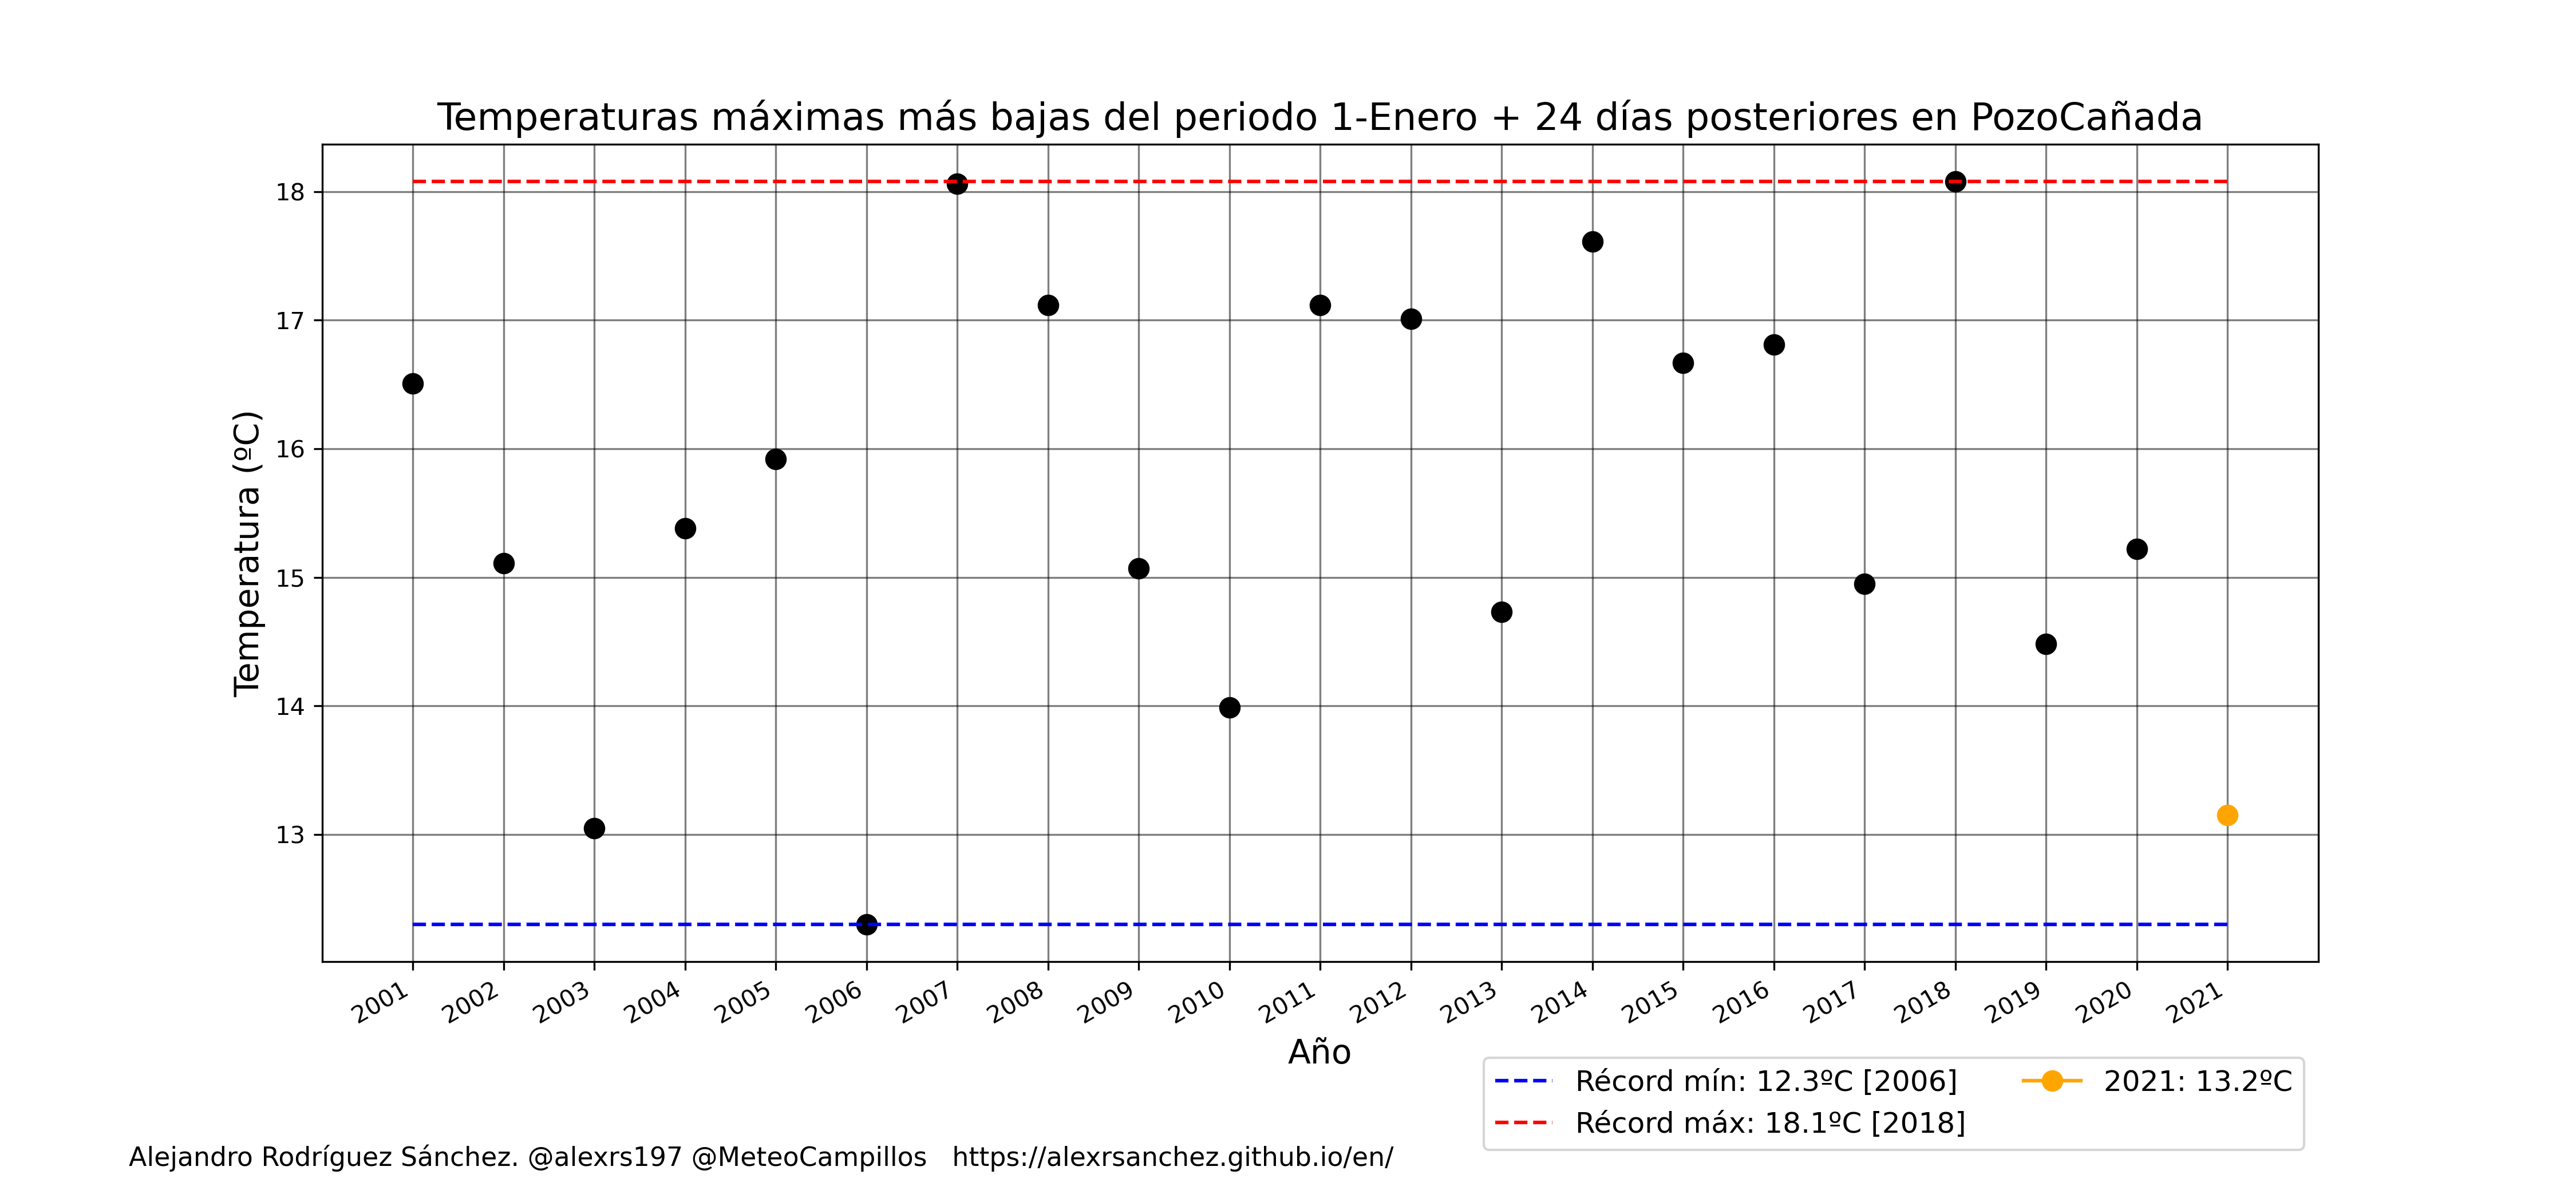 Temperaturas máximas más bajas del periodo 1-Enero + 24 días posteriores en PozoCañada
Temperatura (ºC)
18
17
16
15
14
13
2001 2002 2003 2004 2005 2006 2007 2008 2009 2010 2011 2012 2013 2014 2015 2016 2017 2018 2019 2020 2021
Año
Récord mín: 12.3ºC [2006]
Récord máx: 18.1ºC [2018]
2021: 13.2ºC
Alejandro Rodríguez Sánchez. @alexrs197 @MeteoCampillos https://alexrsanchez.github.io/en/